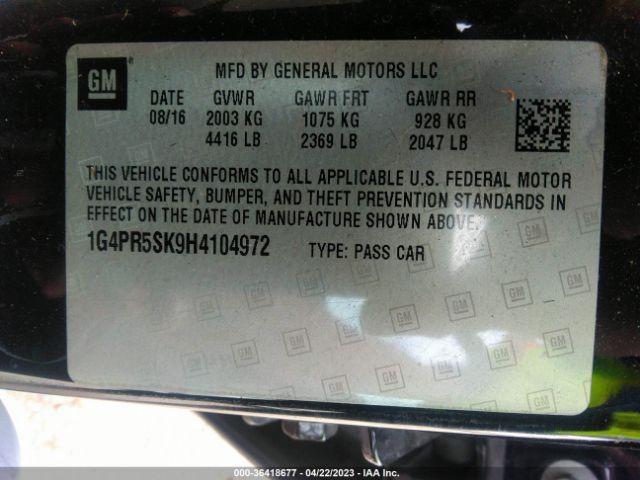 GM MFD BY GENERAL MOTORS LLC
DATE GVWR GAWR FRT GAWR RR
08/16 2003 KG 1075 KG 928 KG
4416 LB 2369 LB 2047 LB
THIS VEHICLE CONFORMS TO ALL APPLICABLE U.S. FEDERAL MOTOR
VEHICLE SAFETY, BUMPER, AND THEFT PREVENTION STANDARDS IN
EFFECT ON THE DATE OF MANUFACTURE SHOWN ABOVE.
1G4PR5SK9H4104972 TYPE: PASS CAR
000-36418677 - 04/22/2023 - IAA Inc.